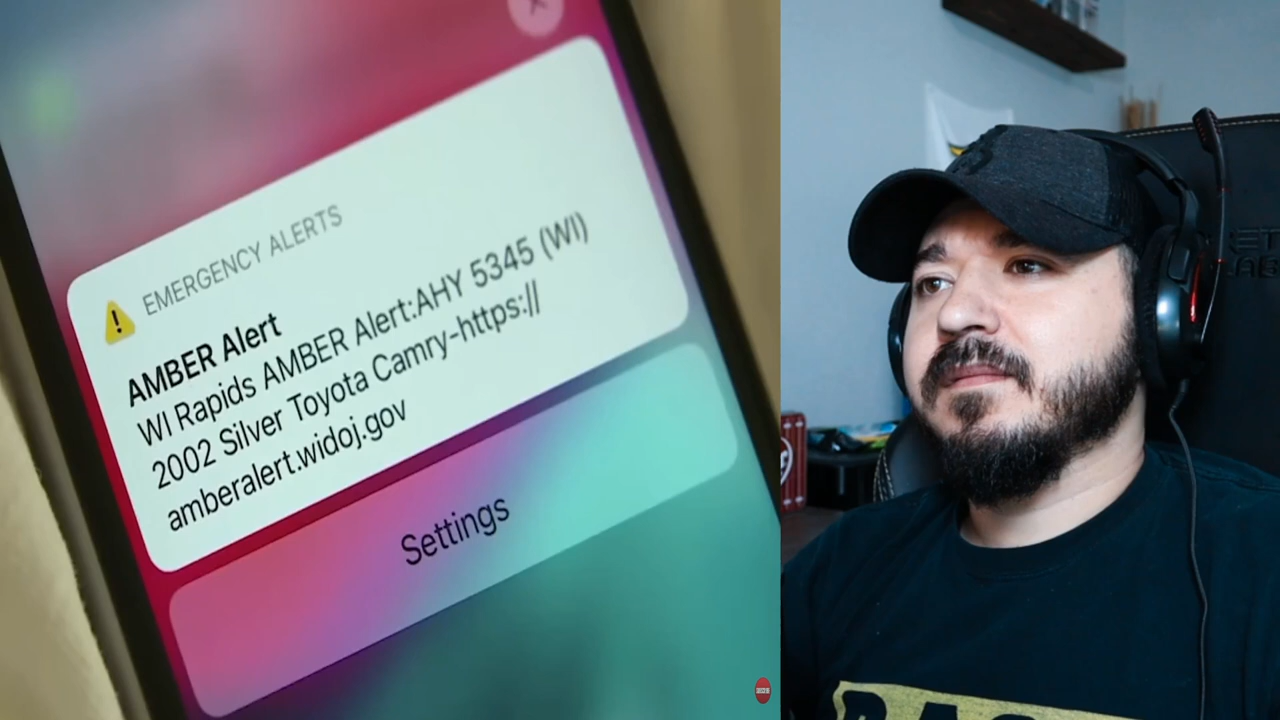 EMERGENCY ALERTS
AMBER Alert
WI Rapids AMBER Alert:AHY 5345 (WI)
2002 Silver Toyota Camry-https://
amberalert.widoj.gov
Settings
SUBSCRIBE